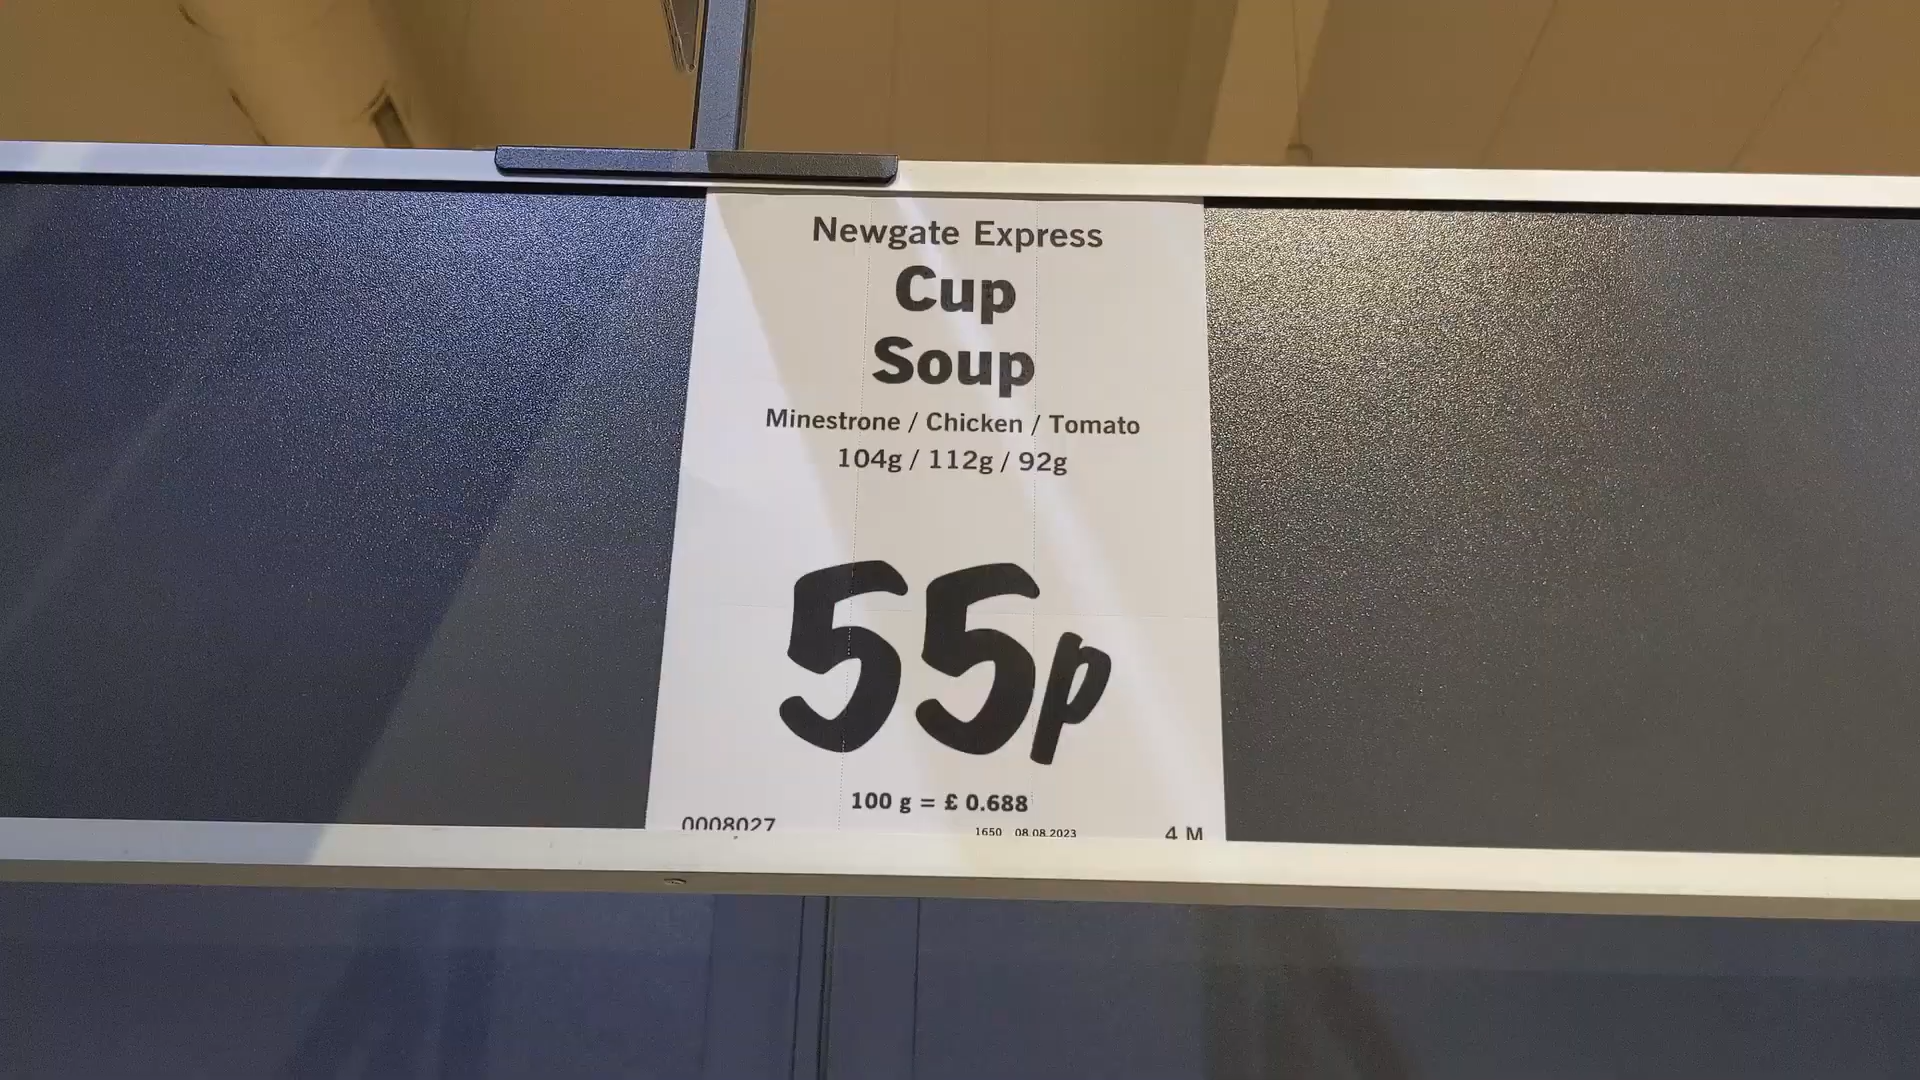 Newgate Express
Cup
Soup
Minestrone / Chicken / Tomato
104g / 112g / 92g
55p
100 g = £ 0.688
0008027 1650 08.08.2023 4 M